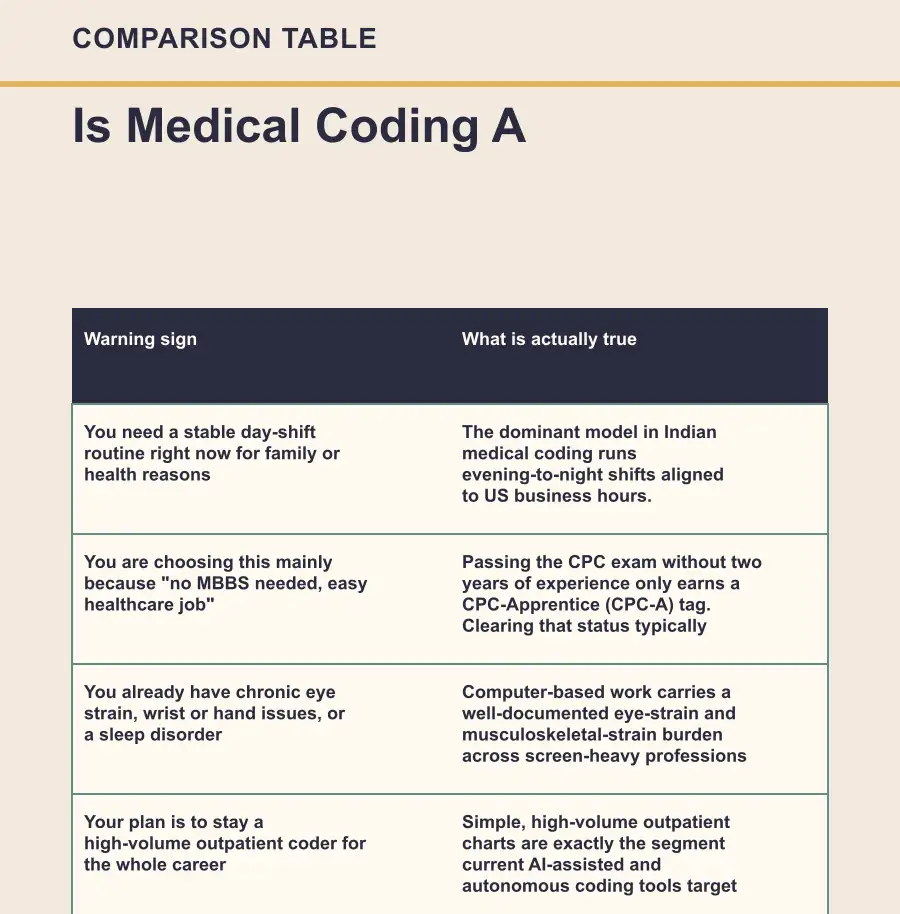 COMPARISON TABLE
Is Medical Coding A
Warning sign
What is actually true
You need a stable day-shift
routine right now for family or
health reasons
The dominant model in Indian
medical coding runs
evening-to-night shifts aligned
to US business hours.
You are choosing this mainly
because "no MBBS needed, easy
healthcare job"
Passing the CPC exam without two
years of experience only earns a
CPC-Apprentice (CPC-A) tag.
Clearing that status typically
You already have chronic eye
strain, wrist or hand issues, or
a sleep disorder
Computer-based work carries a
well-documented eye-strain and
musculoskeletal-strain burden
across screen-heavy professions
Your plan is to stay a
high-volume outpatient coder for
the whole career
Simple, high-volume outpatient
charts are exactly the segment
current AI-assisted and
autonomous coding tools target